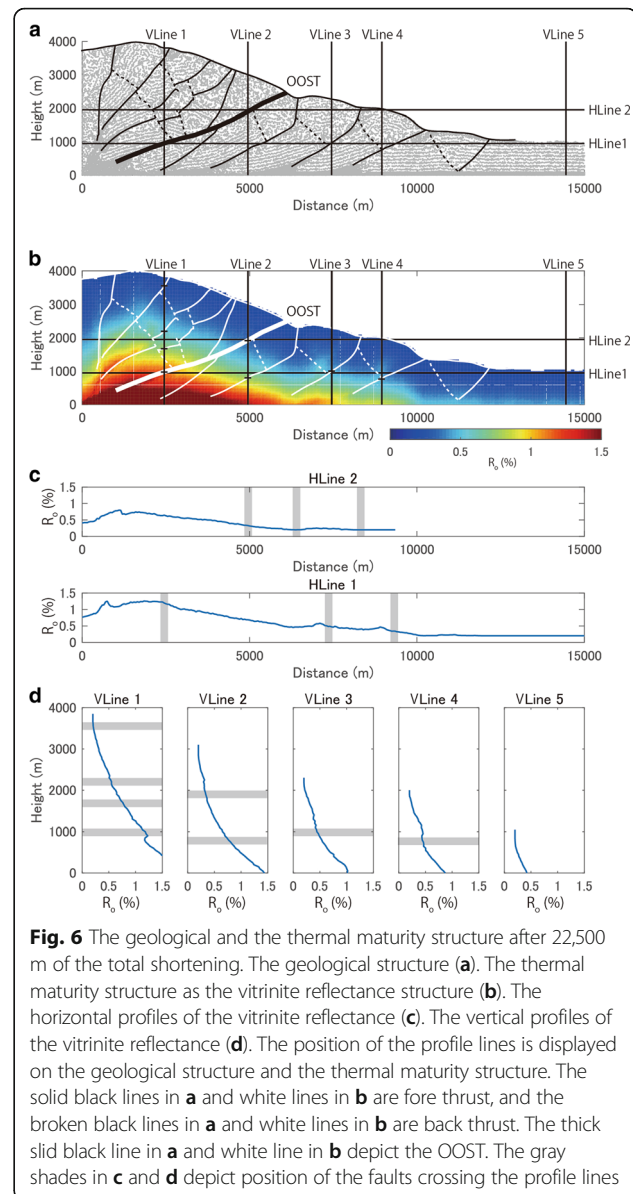 a
VLine 1 VLine 2 VLine 3 VLine 4 VLine 5
4000
3000
2000
1000
0
Height (m)
OOST
HLine 2
HLine1
0 5000 10000 15000
Distance (m)
b
VLine 1 VLine 2 VLine 3 VLine 4 VLine 5
4000
3000
2000
1000
0
Height (m)
OOST
HLine 2
HLine1
0 5000 10000 15000
0 0.5 1 1.5
Ro (%)
c
HLine 2
1.5
1
0.5
0
Ro (%)
0 5000 10000 15000
Distance (m)
HLine 1
1.5
1
0.5
0
Ro (%)
0 5000 10000 15000
Distance (m)
d
VLine 1 VLine 2 VLine 3 VLine 4 VLine 5
4000
3000
2000
1000
0
Height (m)
0 0.5 1 1.5 0 0.5 1 1.5 0 0.5 1 1.5 0 0.5 1 1.5 0 0.5 1 1.5
Ro (%) Ro (%) Ro (%) Ro (%) Ro (%)
Fig. 6 The geological and the thermal maturity structure after 22,500
m of the total shortening. The geological structure (a). The thermal
maturity structure as the vitrinite reflectance structure (b). The
horizontal profiles of the vitrinite reflectance (c). The vertical profiles of
the vitrinite reflectance (d). The position of the profile lines is displayed
on the geological structure and the thermal maturity structure. The
solid black lines in a and white lines in b are fore thrust, and the
broken black lines in a and white lines in b are back thrust. The thick
slid black line in a and white line in b depict the OOST. The gray
shades in c and d depict position of the faults crossing the profile lines